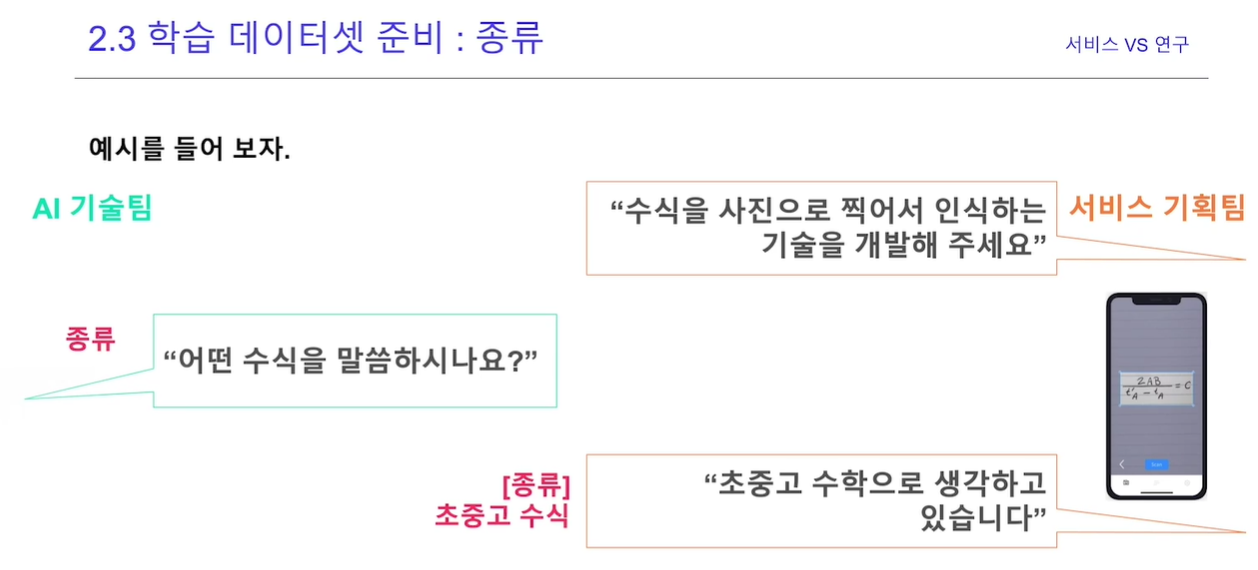 2.3 학습 데이터셋 준비 : 종류
서비스 VS 연구
예시를 들어 보자.
AI 기술팀
“수식을 사진으로 찍어서 인식하는
기술을 개발해 주세요”
서비스 기획팀
종류
“어떤 수식을 말씀하시나요?”
2AB
t'A - tA
= C
Scan
[종류]
초중고 수식
“초중고 수학으로 생각하고
있습니다”